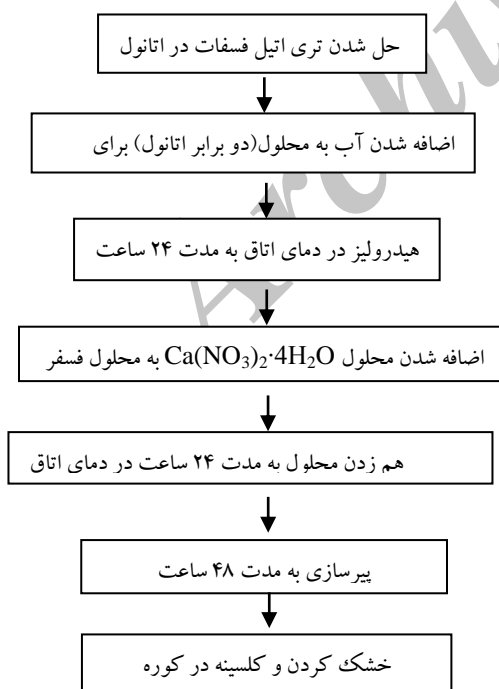 حل شدن تری اتیل فسفات در اتانول
اضافه شدن آب به محلول(دو برابر اتانول) برای
هیدرولیز در دمای اتاق به مدت ۲۴ ساعت
اضافه شدن محلول Ca(NO₃)₂·4H₂O به محلول فسفر
هم زدن محلول به مدت ۲۴ ساعت در دمای اتاق
پیرسازی به مدت ۴۸ ساعت
خشک کردن و کلسینه در کوره